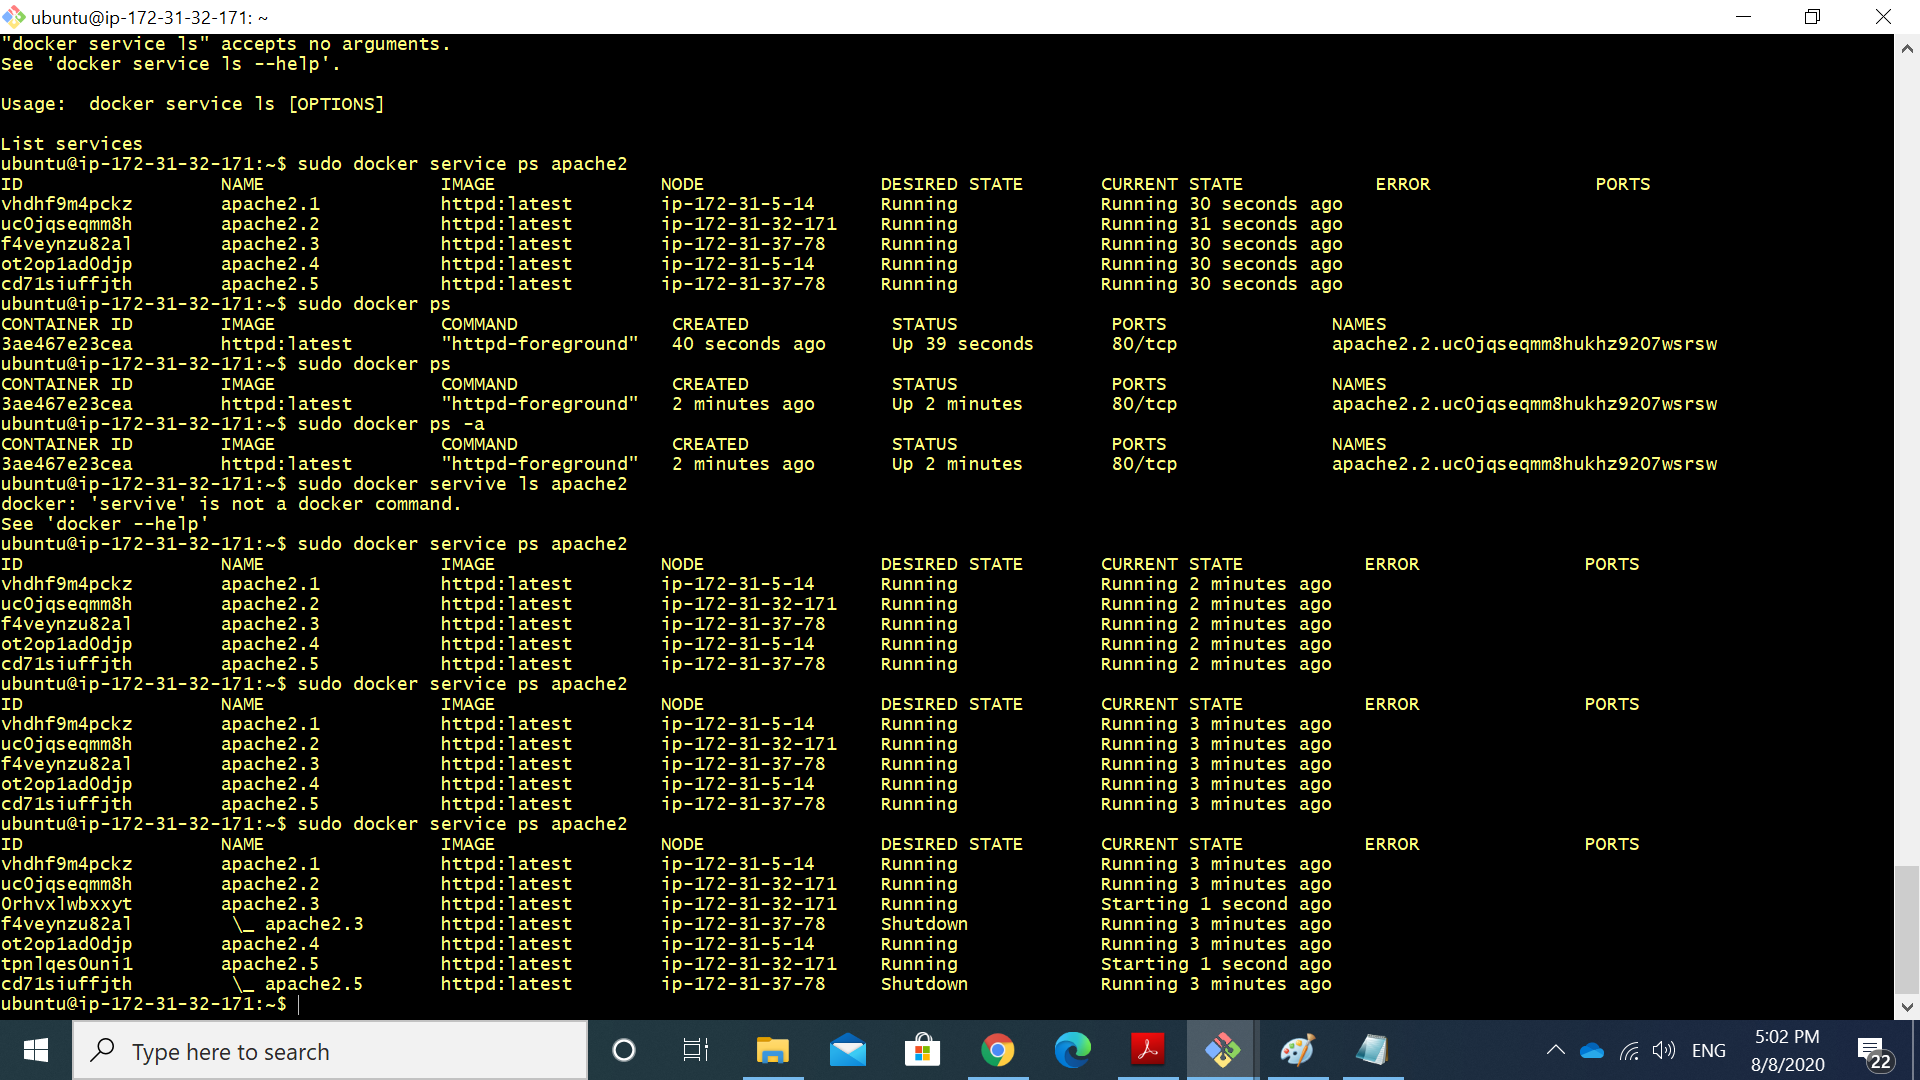 ubuntu@ip-172-31-32-171: ~
"docker service ls" accepts no arguments.
See 'docker service ls --help'.
Usage:  docker service ls [OPTIONS]
List services
ubuntu@ip-172-31-32-171:~$ sudo docker service ps apache2
ID NAME IMAGE NODE DESIRED STATE CURRENT STATE ERROR PORTS
vhdhf9m4pckz apache2.1 httpd:latest ip-172-31-5-14 Running Running 30 seconds ago
uc0jqseqmm8h apache2.2 httpd:latest ip-172-31-32-171 Running Running 31 seconds ago
f4veynzu82al apache2.3 httpd:latest ip-172-31-37-78 Running Running 30 seconds ago
ot2op1ad0djp apache2.4 httpd:latest ip-172-31-5-14 Running Running 30 seconds ago
cd71siuffjth apache2.5 httpd:latest ip-172-31-37-78 Running Running 30 seconds ago
ubuntu@ip-172-31-32-171:~$ sudo docker ps
CONTAINER ID IMAGE COMMAND CREATED STATUS PORTS NAMES
3ae467e23cea httpd:latest "httpd-foreground" 40 seconds ago Up 39 seconds 80/tcp apache2.2.uc0jqseqmm8hukhz9207wsrsw
ubuntu@ip-172-31-32-171:~$ sudo docker ps
CONTAINER ID IMAGE COMMAND CREATED STATUS PORTS NAMES
3ae467e23cea httpd:latest "httpd-foreground" 2 minutes ago Up 2 minutes 80/tcp apache2.2.uc0jqseqmm8hukhz9207wsrsw
ubuntu@ip-172-31-32-171:~$ sudo docker ps -a
CONTAINER ID IMAGE COMMAND CREATED STATUS PORTS NAMES
3ae467e23cea httpd:latest "httpd-foreground" 2 minutes ago Up 2 minutes 80/tcp apache2.2.uc0jqseqmm8hukhz9207wsrsw
ubuntu@ip-172-31-32-171:~$ sudo docker servive ls apache2
docker: 'servive' is not a docker command.
See 'docker --help'
ubuntu@ip-172-31-32-171:~$ sudo docker service ps apache2
ID NAME IMAGE NODE DESIRED STATE CURRENT STATE ERROR PORTS
vhdhf9m4pckz apache2.1 httpd:latest ip-172-31-5-14 Running Running 2 minutes ago
uc0jqseqmm8h apache2.2 httpd:latest ip-172-31-32-171 Running Running 2 minutes ago
f4veynzu82al apache2.3 httpd:latest ip-172-31-37-78 Running Running 2 minutes ago
ot2op1ad0djp apache2.4 httpd:latest ip-172-31-5-14 Running Running 2 minutes ago
cd71siuffjth apache2.5 httpd:latest ip-172-31-37-78 Running Running 2 minutes ago
ubuntu@ip-172-31-32-171:~$ sudo docker service ps apache2
ID NAME IMAGE NODE DESIRED STATE CURRENT STATE ERROR PORTS
vhdhf9m4pckz apache2.1 httpd:latest ip-172-31-5-14 Running Running 3 minutes ago
uc0jqseqmm8h apache2.2 httpd:latest ip-172-31-32-171 Running Running 3 minutes ago
f4veynzu82al apache2.3 httpd:latest ip-172-31-37-78 Running Running 3 minutes ago
ot2op1ad0djp apache2.4 httpd:latest ip-172-31-5-14 Running Running 3 minutes ago
cd71siuffjth apache2.5 httpd:latest ip-172-31-37-78 Running Running 3 minutes ago
ubuntu@ip-172-31-32-171:~$ sudo docker service ps apache2
ID NAME IMAGE NODE DESIRED STATE CURRENT STATE ERROR PORTS
vhdhf9m4pckz apache2.1 httpd:latest ip-172-31-5-14 Running Running 3 minutes ago
uc0jqseqmm8h apache2.2 httpd:latest ip-172-31-32-171 Running Running 3 minutes ago
0rhvxlwbxxyt apache2.3 httpd:latest ip-172-31-32-171 Running Starting 1 second ago
f4veynzu82al \_ apache2.3 httpd:latest ip-172-31-37-78 Shutdown Running 3 minutes ago
ot2op1ad0djp apache2.4 httpd:latest ip-172-31-5-14 Running Running 3 minutes ago
tpnlqes0uni1 apache2.5 httpd:latest ip-172-31-32-171 Running Starting 1 second ago
cd71siuffjth \_ apache2.5 httpd:latest ip-172-31-37-78 Shutdown Running 3 minutes ago
ubuntu@ip-172-31-32-171:~$
Type here to search
ENG
5:02 PM
8/8/2020
22